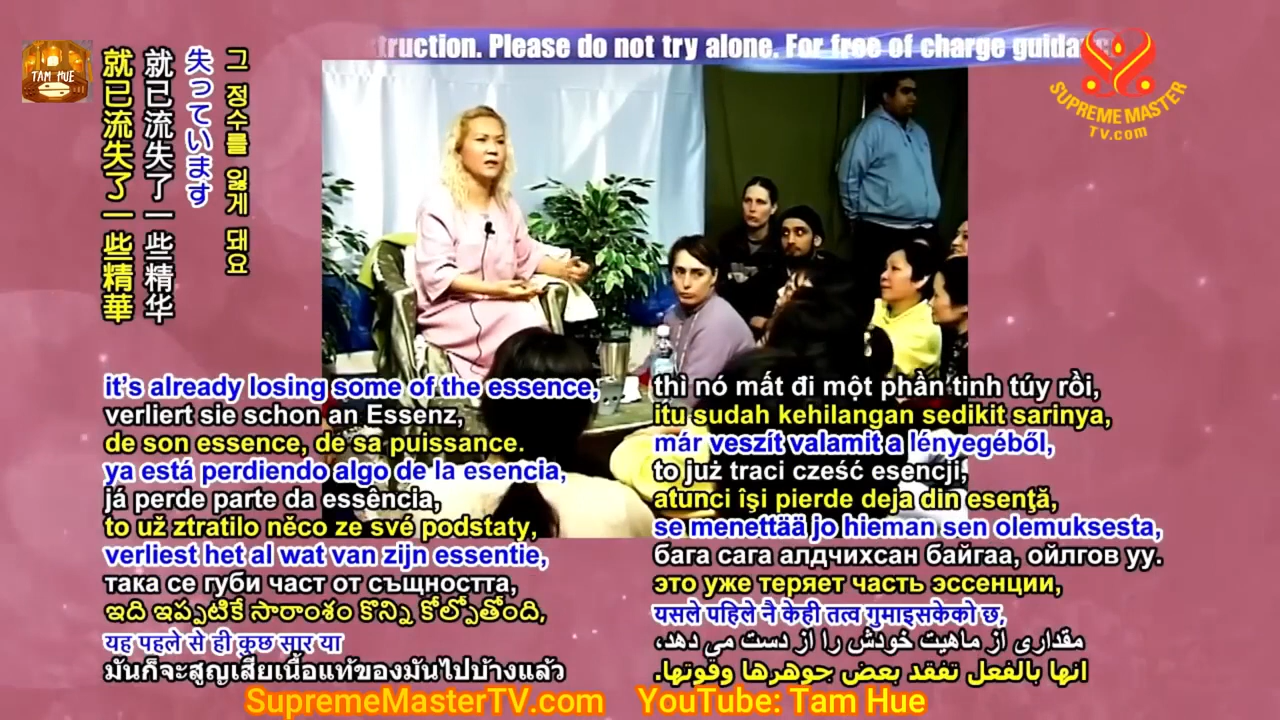 truction. Please do not try alone. For free of charge guidanc
TAM HUE
SUPREME MASTER
TV.com
그 정수를 잃게 돼요
失っています
就已流失了一些精华
就已流失了一些精華
it's already losing some of the essence,
verliert sie schon an Essenz,
de son essence, de sa puissance.
ya está perdiendo algo de la esencia,
já perde parte da essência,
to už ztratilo něco ze své podstaty,
verliest het al wat van zijn essentie,
така се губи част от същността,
ఇది ఇప్పటికే సారాంశం కొన్ని కోల్పోతోంది,
यह पहले से ही कुछ सार या
มันก็จะสูญเสียเนื้อแท้ของมันไปบ้างแล้ว
thì nó mất đi một phần tinh túy rồi,
itu sudah kehilangan sedikit sarinya,
már veszít valamit a lényegéből,
to już traci cześć esencji,
atunci îşi pierde deja din esenţă,
se menettää jo hieman sen olemuksesta,
бага сага алдчихсан байгаа, ойлгов уу.
это уже теряет часть эссенции,
यसले पहिले नै केही तत्व गुमाइसकेको छ,
مقداری از ماهیت خودش را از دست می دهد،
انها بالفعل تفقد بعض جوهرها وقوتها.
SupremeMasterTV.com YouTube: Tam Hue